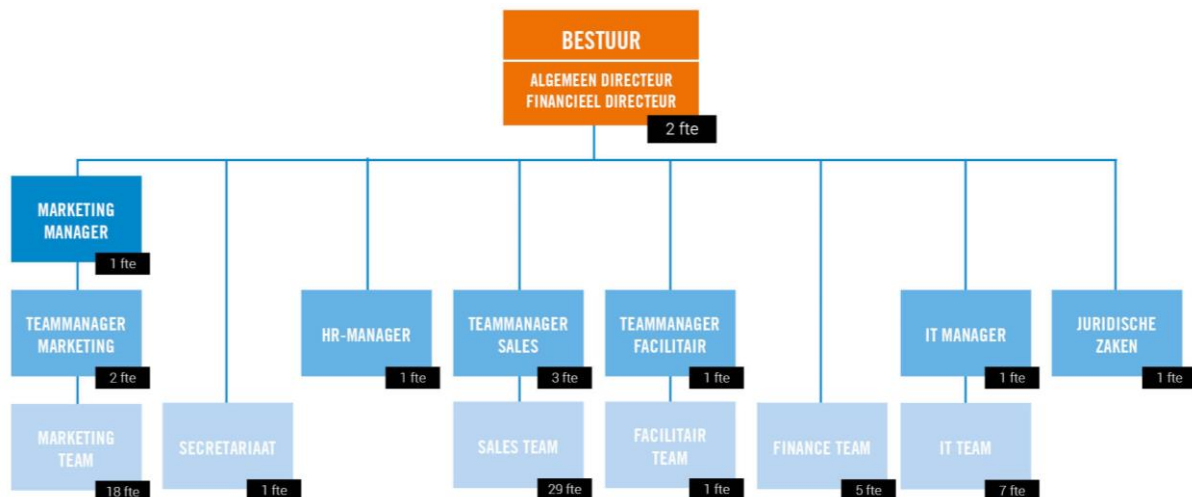 BESTUUR
ALGEMEEN DIRECTEUR
FINANCIEEL DIRECTEUR
2 fte
MARKETING
MANAGER
1 fte
TEAMMANAGER
MARKETING
2 fte
HR-MANAGER
1 fte
TEAMMANAGER
SALES
3 fte
TEAMMANAGER
FACILITAIR
1 fte
IT MANAGER
1 fte
JURIDISCHE
ZAKEN
1 fte
MARKETING
TEAM
18 fte
SECRETARIAAT
1 fte
SALES TEAM
29 fte
FACILITAIR
TEAM
1 fte
FINANCE TEAM
5 fte
IT TEAM
7 fte